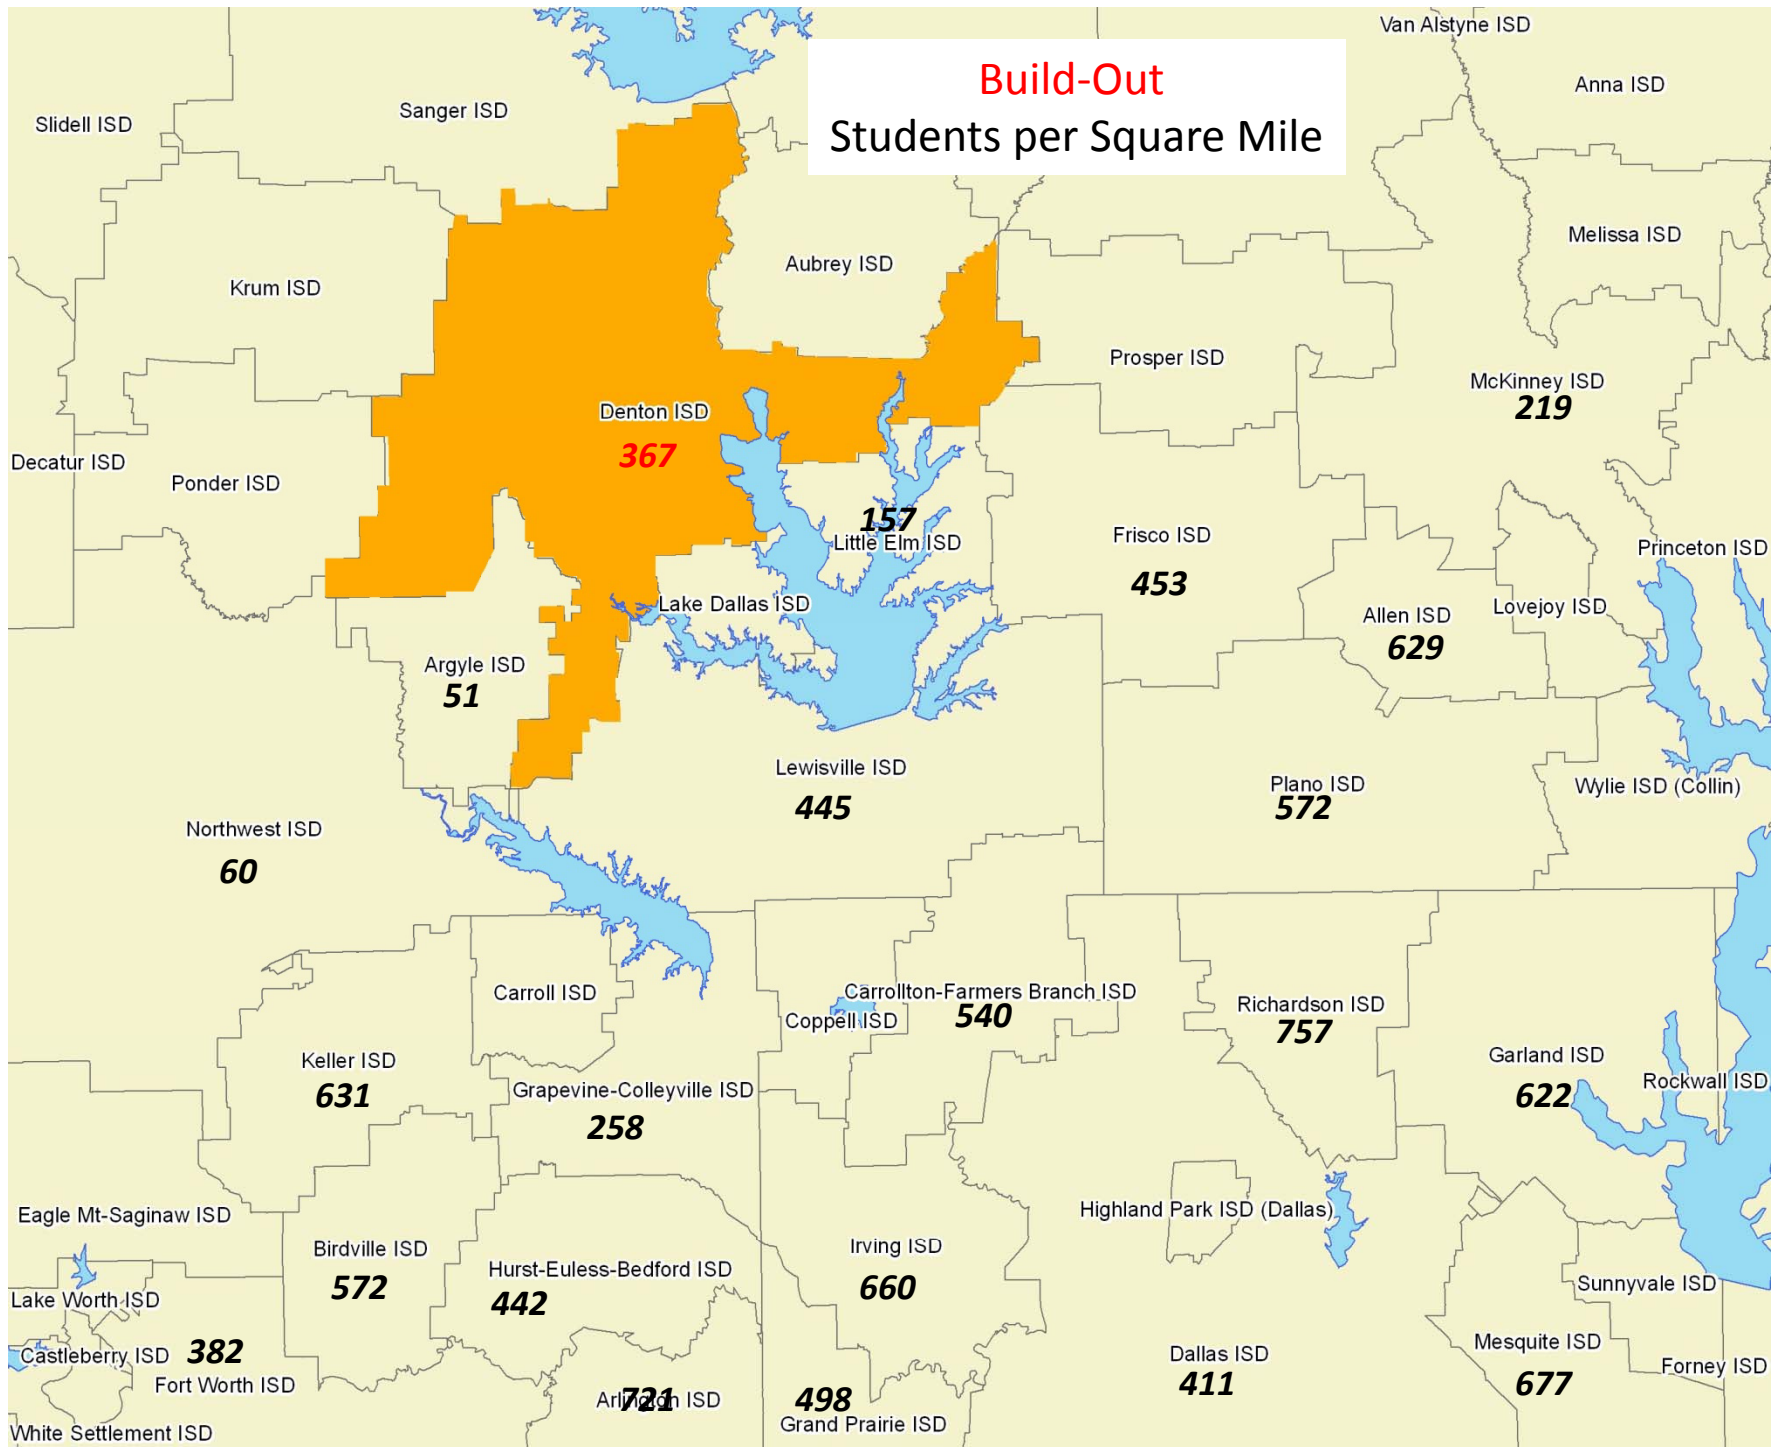 Van Alstyne ISD
Build-Out
Students per Square Mile
Anna ISD
Sanger ISD
Slidell ISD
Melissa ISD
Aubrey ISD
Krum ISD
Prosper ISD
McKinney ISD
219
Denton ISD
367
Decatur ISD
Ponder ISD
157
Little Elm ISD
Frisco ISD
453
Princeton ISD
Lake Dallas ISD
Allen ISD
629
Lovejoy ISD
Argyle ISD
51
Lewisville ISD
445
Plano ISD
572
Wylie ISD (Collin)
Northwest ISD
60
Carroll ISD
Carrollton-Farmers Branch ISD
540
Coppell ISD
Richardson ISD
757
Keller ISD
631
Garland ISD
622
Rockwall ISD
Grapevine-Colleyville ISD
258
Eagle Mt-Saginaw ISD
Highland Park ISD (Dallas)
Birdville ISD
572
Hurst-Euless-Bedford ISD
442
Irving ISD
660
Sunnyvale ISD
Lake Worth ISD
Castleberry ISD
382
Fort Worth ISD
Dallas ISD
411
Mesquite ISD
677
Forney ISD
Arlington ISD
721
498
Grand Prairie ISD
White Settlement ISD